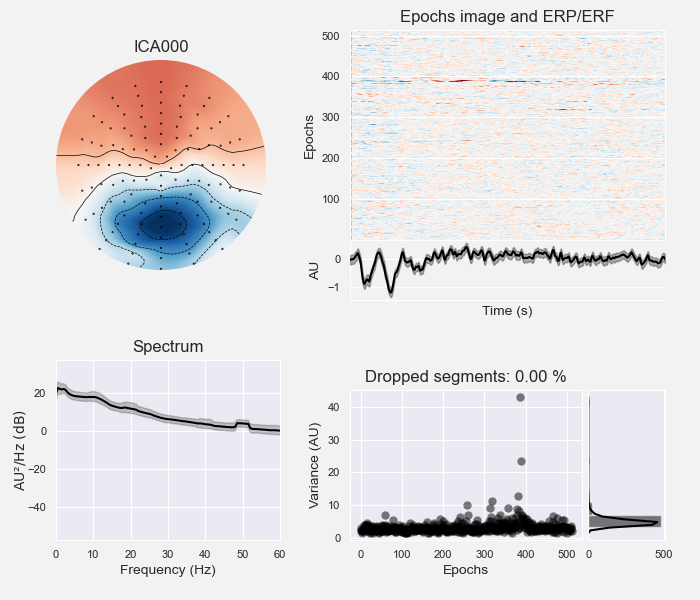 ICA000
Epochs image and ERP/ERF
Epochs
500
400
300
200
100
AU
0
−1
Time (s)
Spectrum
AU²/Hz (dB)
20
0
−20
−40
0 10 20 30 40 50 60
Frequency (Hz)
Dropped segments: 0.00 %
Variance (AU)
40
30
20
10
0
0 100 200 300 400 500
Epochs
0 500